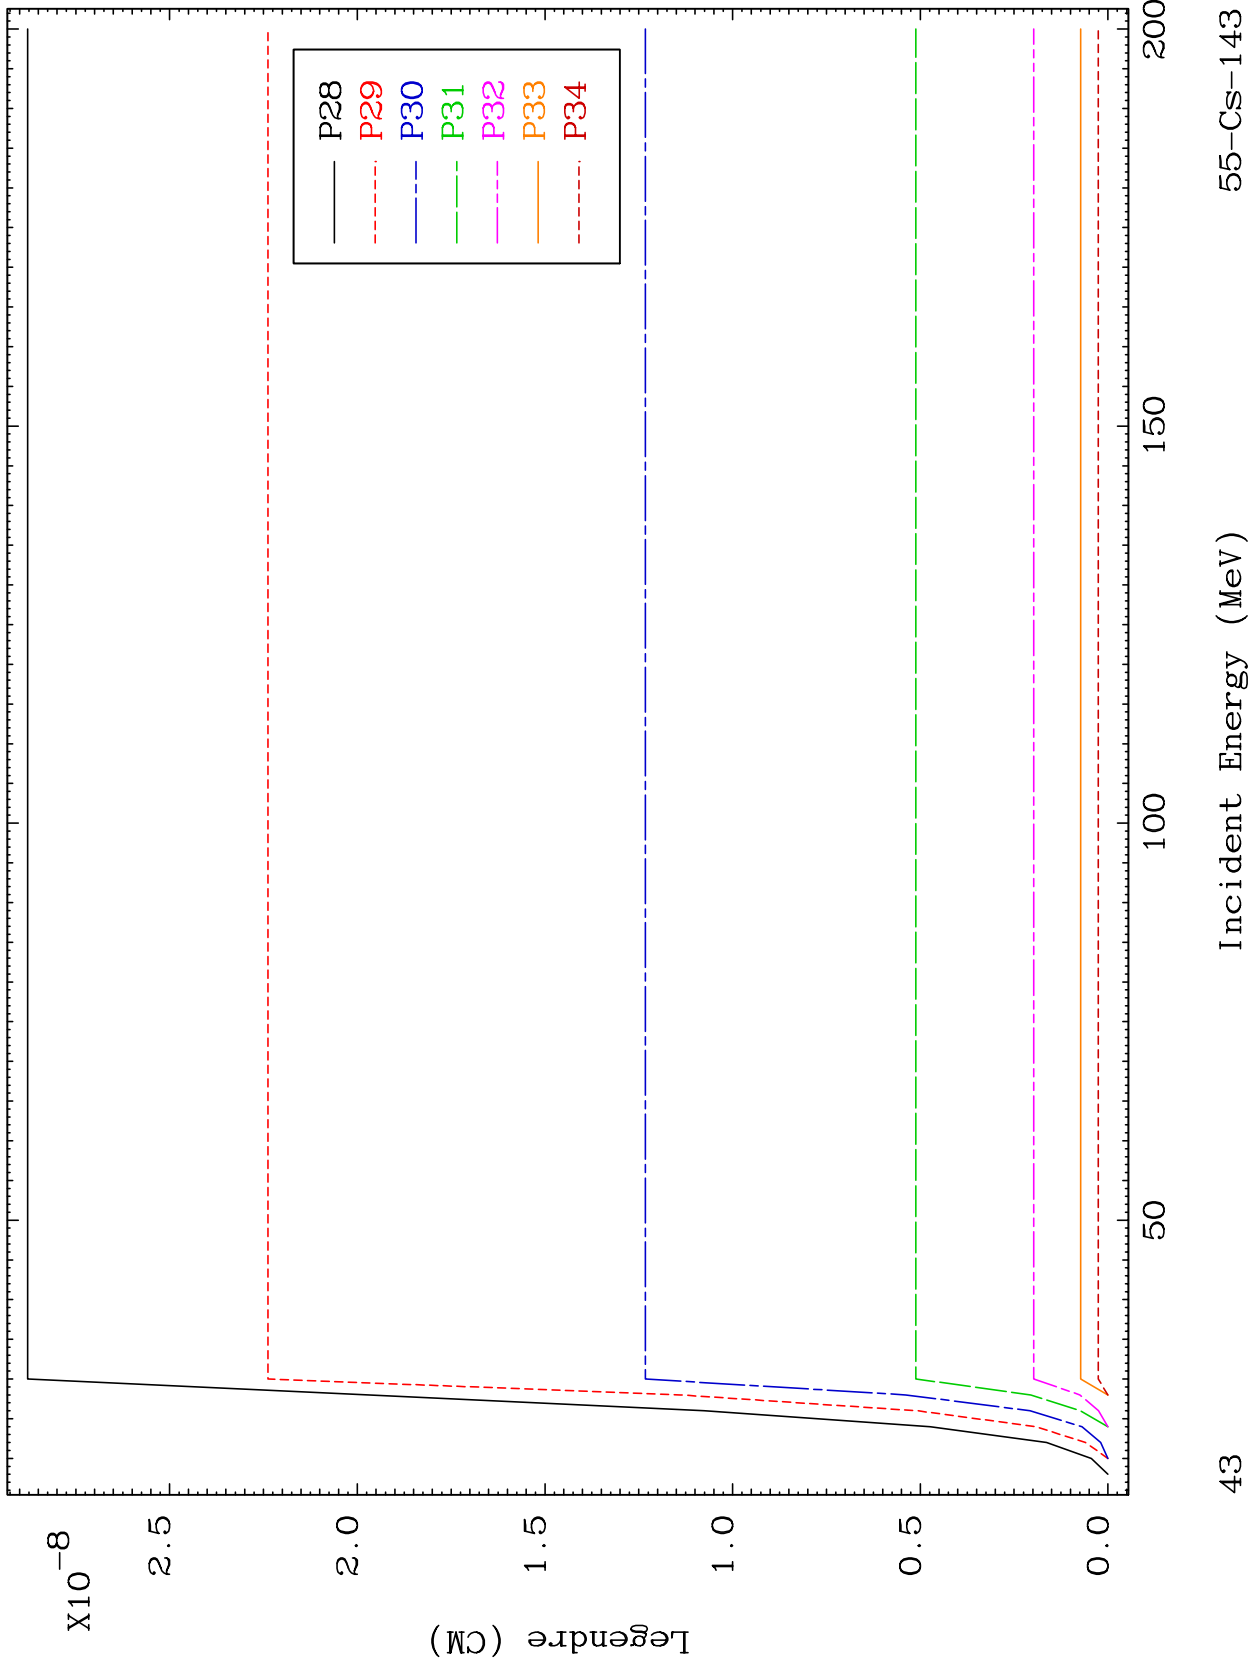 X10-8
2.5
2.0
1.5
1.0
0.5
0.0
Legendre (CM)
P28
P29
P30
P31
P32
P33
P34
50
100
150
200
Incident Energy (MeV)
43
55-Cs-143